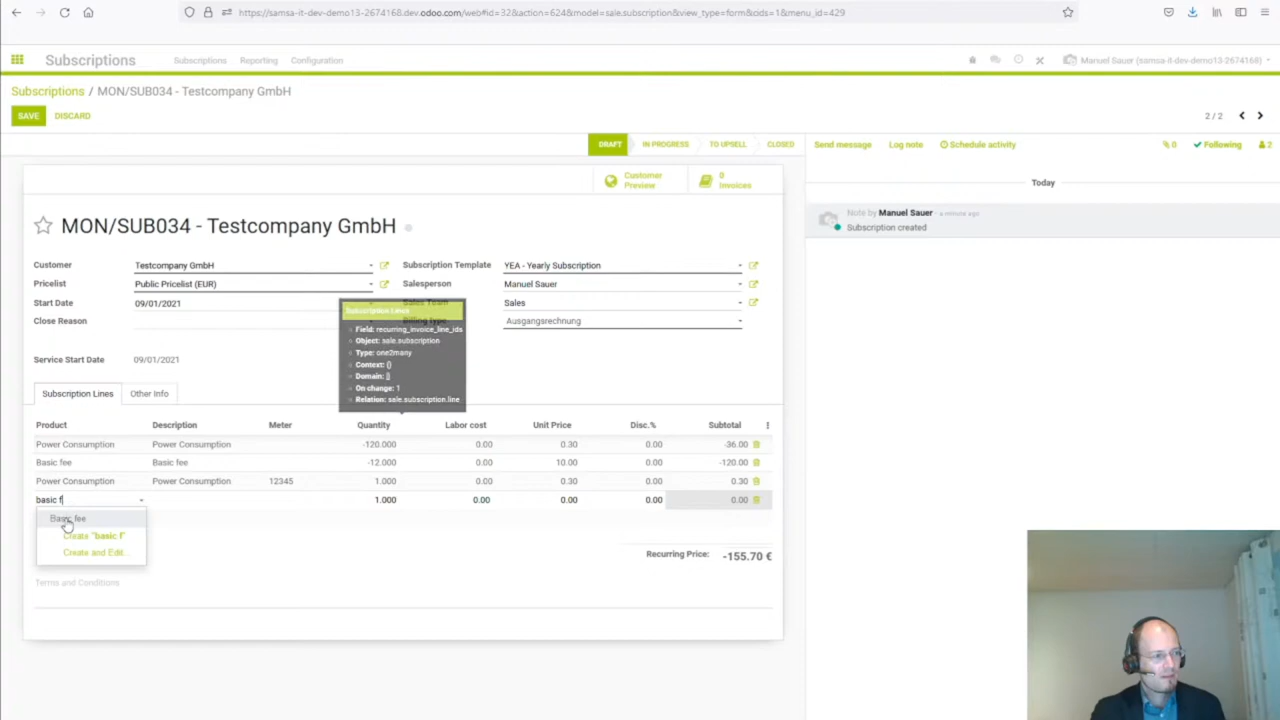 https://samsa-it-dev-demo13-2674168.dev.odoo.com/web#id=32&action=624&model=sale.subscription&view_type=form&cids=1&menu_id=429
Subscriptions Subscriptions Reporting Configuration Manuel Sauer (samsa-it-dev-demo13-2674168)
Subscriptions / MON/SUB034 - Testcompany GmbH
SAVE DISCARD 2 / 2
DRAFT IN PROGRESS TO UPSELL CLOSED Send message Log note Schedule activity 0 Following 2
Customer Preview 0 Invoices
Today
MON/SUB034 - Testcompany GmbH
Note by Manuel Sauer - a minute ago
Subscription created
Customer Testcompany GmbH Subscription Template YEA - Yearly Subscription
Pricelist Public Pricelist (EUR) Salesperson Manuel Sauer
Start Date 09/01/2021 Sales Team Sales
Close Reason Billing Type Ausgangsrechnung
Subscription Lines
Field: recurring_invoice_line_ids
Object: sale.subscription
Type: one2many
Context: {}
Domain: []
On change: 1
Relation: sale.subscription.line
Service Start Date 09/01/2021
Subscription Lines Other Info
Product Description Meter Quantity Labor cost Unit Price Disc.% Subtotal
Power Consumption Power Consumption -120.000 0.00 0.30 0.00 -36.00
Basic fee Basic fee -12.000 0.00 10.00 0.00 -120.00
Power Consumption Power Consumption 12345 1.000 0.00 0.30 0.00 0.30
basic f 1.000 0.00 0.00 0.00 0.00
Basic fee
Create "basic f"
Create and Edit...
Recurring Price: -155.70 €
Terms and Conditions